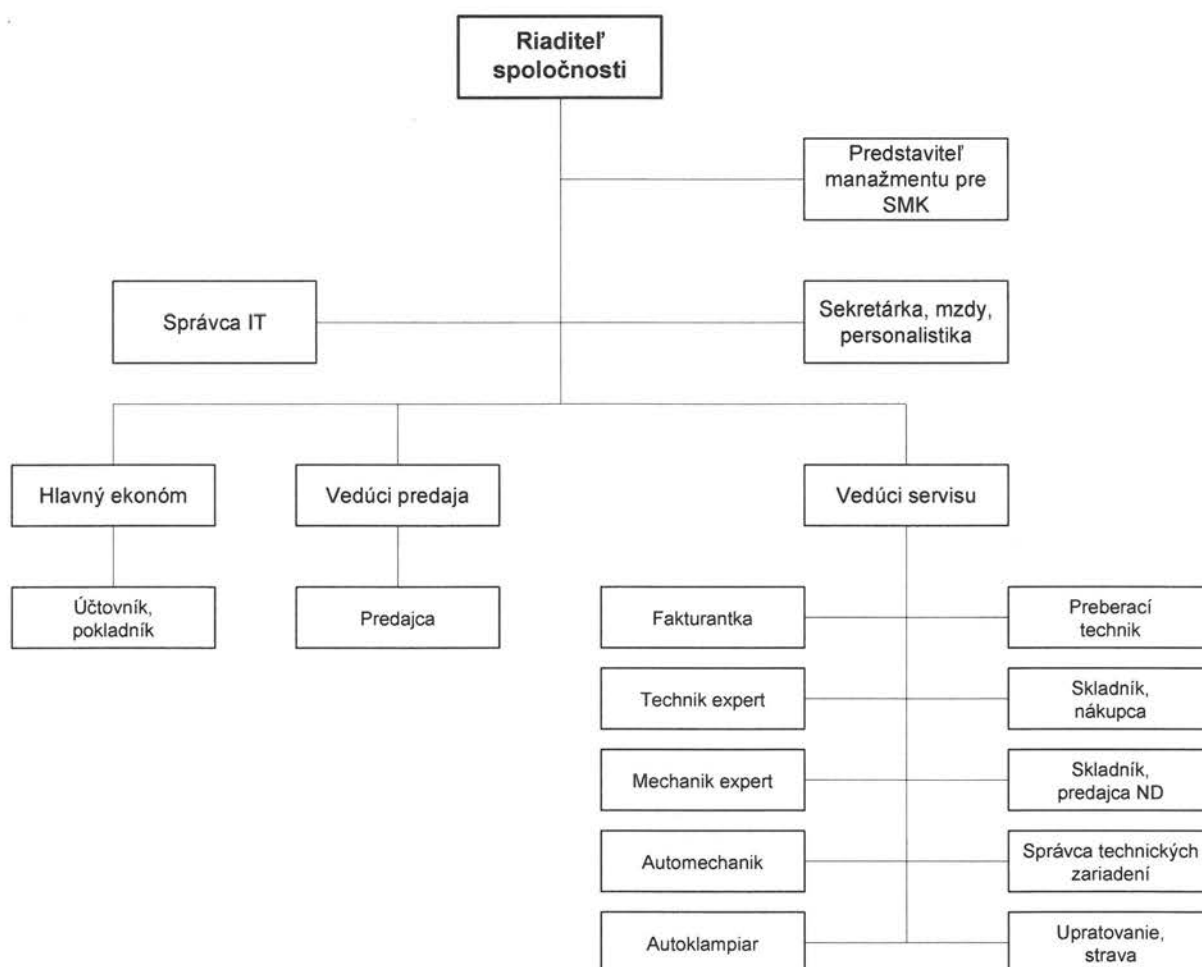 Riaditeľ
spoločnosti
Predstaviteľ
manažmentu pre
SMK
Správca IT
Sekretárka, mzdy,
personalistika
Hlavný ekonóm
Vedúci predaja
Vedúci servisu
Účtovník,
pokladník
Predajca
Fakturantka
Preberací
technik
Technik expert
Skladník,
nákupca
Mechanik expert
Skladník,
predajca ND
Automechanik
Správca technických
zariadení
Autoklampiar
Upratovanie,
strava